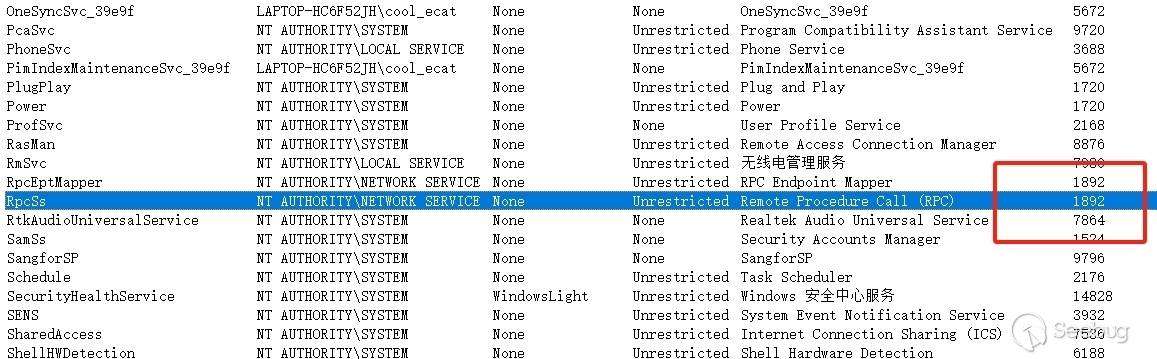 OneSyncSvc_39e9f LAPTOP-HC6F52JH\cool_ecat None None OneSyncSvc_39e9f 5672
PcaSvc NT AUTHORITY\SYSTEM None Unrestricted Program Compatibility Assistant Service 9720
PhoneSvc NT AUTHORITY\LOCAL SERVICE None Unrestricted Phone Service 3688
PimIndexMaintenanceSvc_39e9f LAPTOP-HC6F52JH\cool_ecat None None PimIndexMaintenanceSvc_39e9f 5672
PlugPlay NT AUTHORITY\SYSTEM None Unrestricted Plug and Play 1720
Power NT AUTHORITY\SYSTEM None Unrestricted Power 1720
ProfSvc NT AUTHORITY\SYSTEM None None User Profile Service 2168
RasMan NT AUTHORITY\SYSTEM None Unrestricted Remote Access Connection Manager 8876
RmSvc NT AUTHORITY\LOCAL SERVICE None Unrestricted 无线电管理服务 7980
RpcEptMapper NT AUTHORITY\NETWORK SERVICE None Unrestricted RPC Endpoint Mapper 1892
RpcSs NT AUTHORITY\NETWORK SERVICE None Unrestricted Remote Procedure Call (RPC) 1892
RtkAudioUniversalService NT AUTHORITY\SYSTEM None Unrestricted Realtek Audio Universal Service 7864
SamSs NT AUTHORITY\SYSTEM None None Security Accounts Manager 1524
SangforSP NT AUTHORITY\SYSTEM None None SangforSP 9796
Schedule NT AUTHORITY\SYSTEM None Unrestricted Task Scheduler 2176
SecurityHealthService NT AUTHORITY\SYSTEM WindowsLight Unrestricted Windows 安全中心服务 14828
SENS NT AUTHORITY\SYSTEM None Unrestricted System Event Notification Service 3932
SharedAccess NT AUTHORITY\SYSTEM None Unrestricted Internet Connection Sharing (ICS)
ShellHWDetection NT AUTHORITY\SYSTEM None Unrestricted Shell Hardware Detection 6188
Seebug